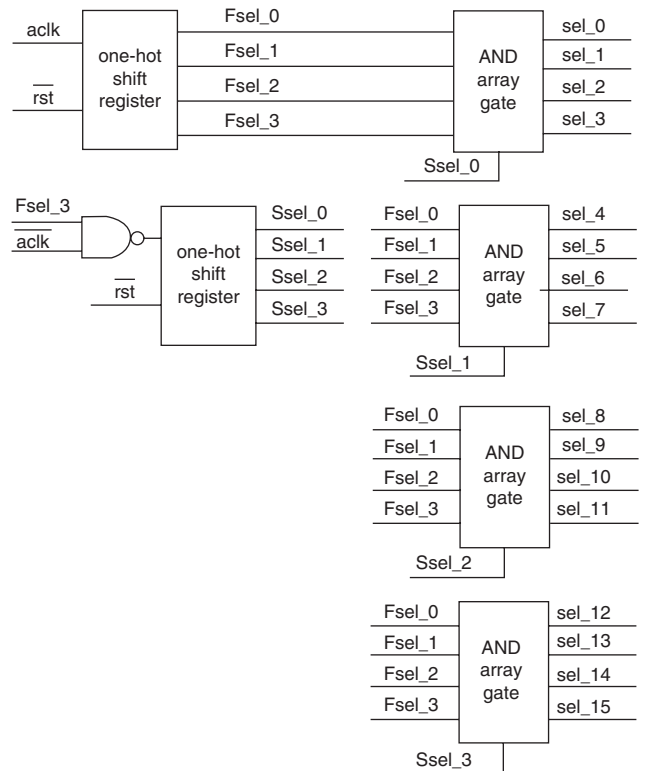 aclk
rst
one-hot
shift
register
Fsel_0
Fsel_1
Fsel_2
Fsel_3
AND
array
gate
sel_0
sel_1
sel_2
sel_3
Ssel_0
Fsel_3
aclk
rst
one-hot
shift
register
Ssel_0
Ssel_1
Ssel_2
Ssel_3
Fsel_0
Fsel_1
Fsel_2
Fsel_3
AND
array
gate
sel_4
sel_5
sel_6
sel_7
Ssel_1
Fsel_0
Fsel_1
Fsel_2
Fsel_3
AND
array
gate
sel_8
sel_9
sel_10
sel_11
Ssel_2
Fsel_0
Fsel_1
Fsel_2
Fsel_3
AND
array
gate
sel_12
sel_13
sel_14
sel_15
Ssel_3